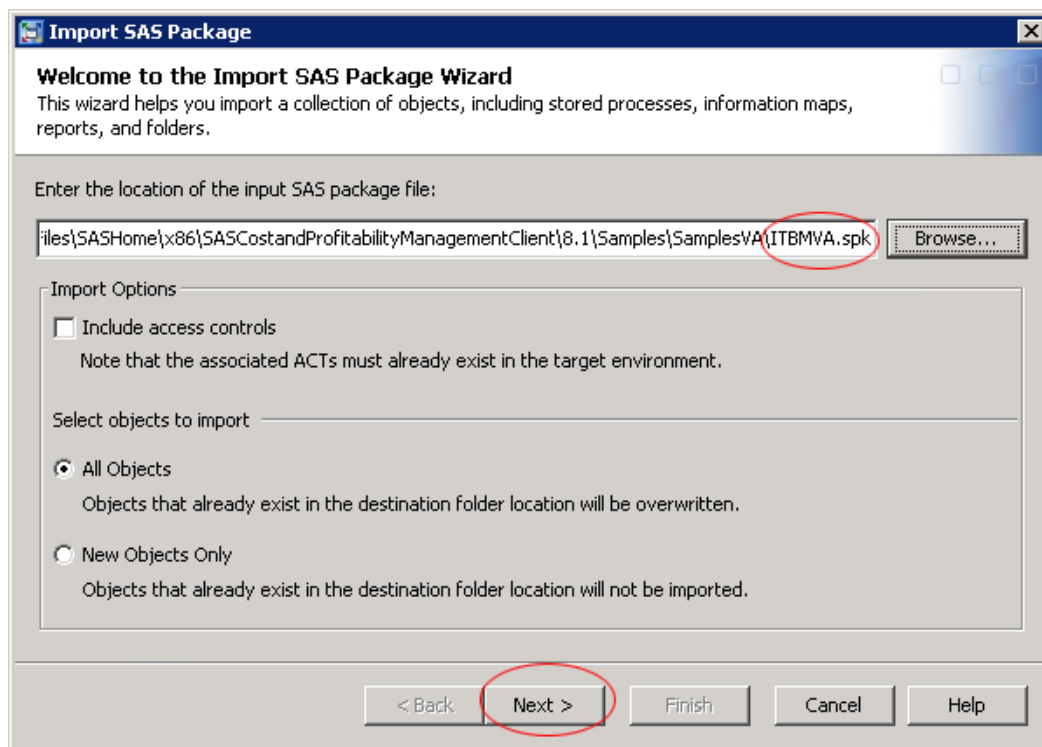 Import SAS Package
Welcome to the Import SAS Package Wizard
This wizard helps you import a collection of objects, including stored processes, information maps,
reports, and folders.
Enter the location of the input SAS package file:
iles\SASHome\x86\SASCostandProfitabilityManagementClient\8.1\Samples\SamplesVA\ITBMVA.spk
Browse...
Import Options
Include access controls
Note that the associated ACTs must already exist in the target environment.
Select objects to import
All Objects
Objects that already exist in the destination folder location will be overwritten.
New Objects Only
Objects that already exist in the destination folder location will not be imported.
< Back Next > Finish Cancel Help